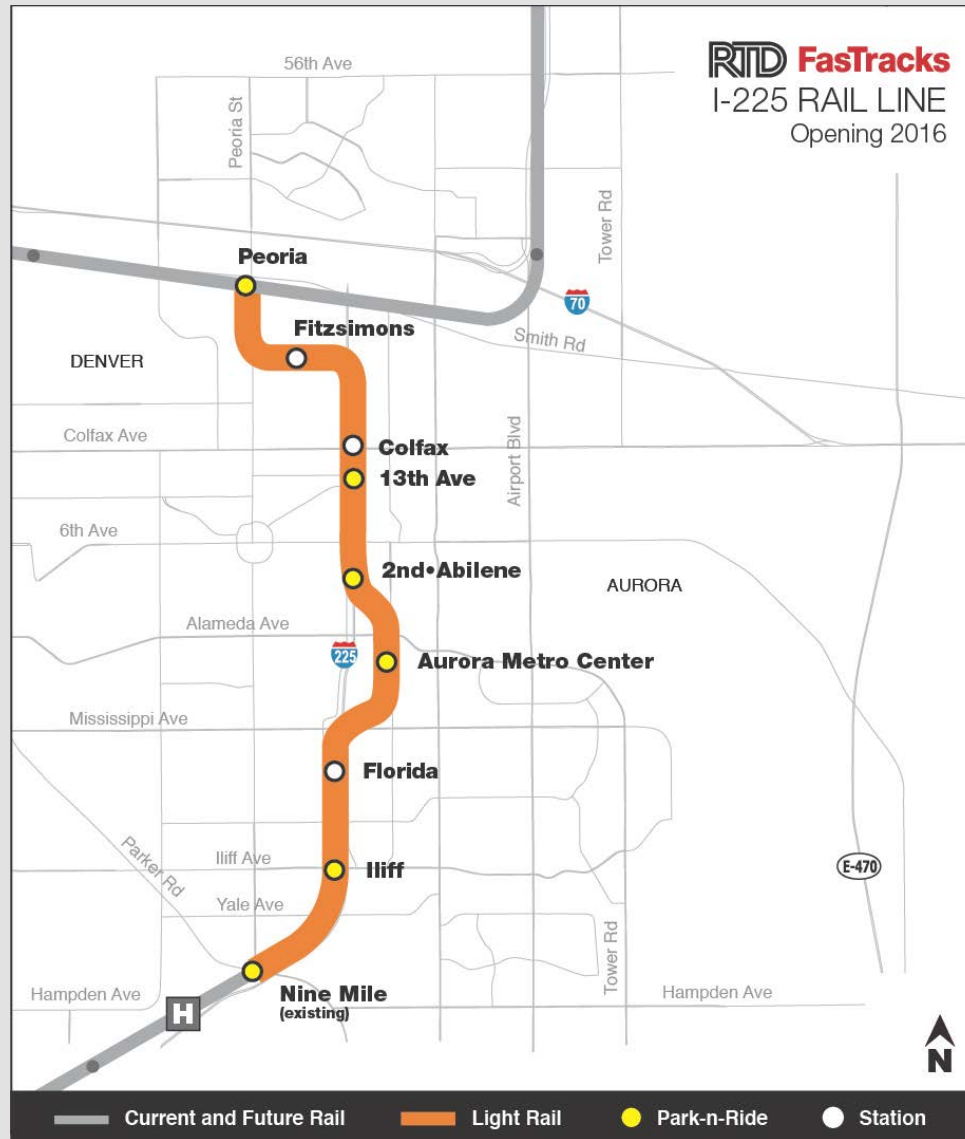 RTD FasTracks
I-225 RAIL LINE
Opening 2016
56th Ave
Peoria St
Tower Rd
Peoria
70
Fitzsimons
Smith Rd
DENVER
Colfax Ave
Colfax
13th Ave
Airport Blvd
6th Ave
2nd•Abilene
AURORA
Alameda Ave
225
Aurora Metro Center
Mississippi Ave
Florida
Parker Rd
Iliff Ave
Iliff
E-470
Yale Ave
Tower Rd
Hampden Ave
Nine Mile
(existing)
Hampden Ave
H
N
Current and Future Rail
Light Rail
Park-n-Ride
Station